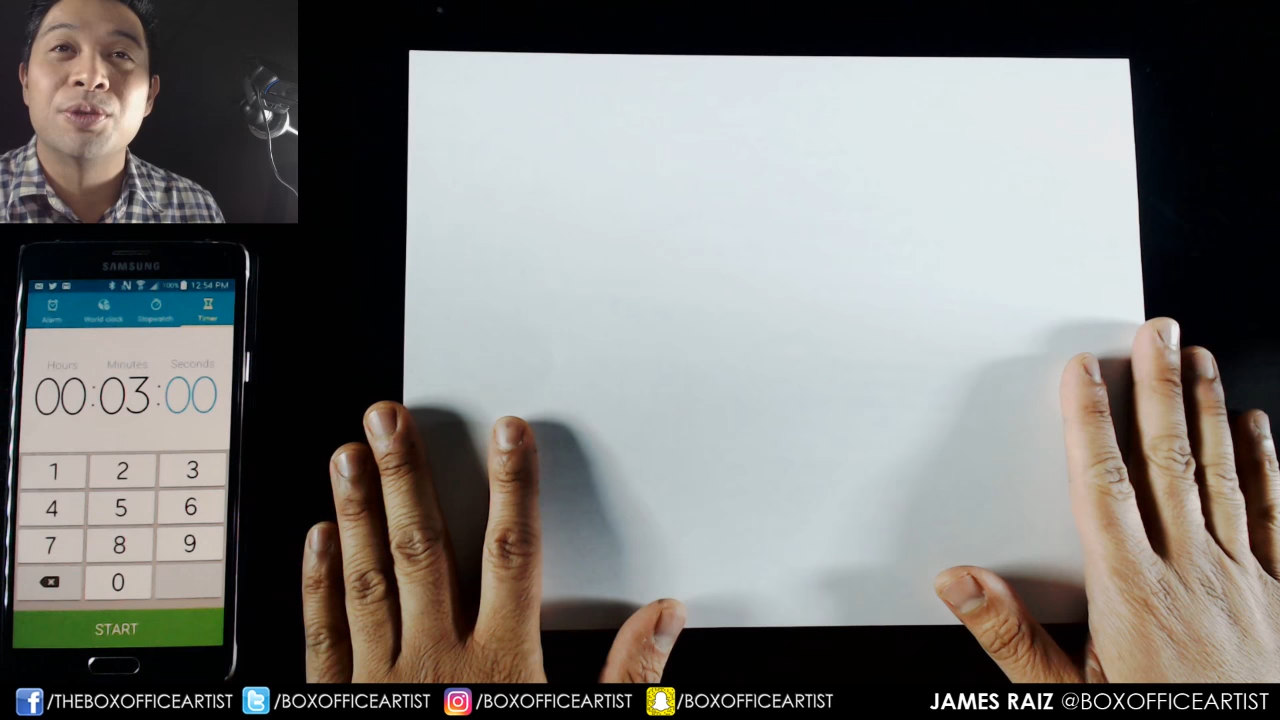 SAMSUNG
100% 12:54 PM
Alarm World clock Stopwatch Timer
Hours Minutes Seconds
00:03:00
1 2 3
4 5 6
7 8 9
0
START
/THEBOXOFFICEARTIST /BOXOFFICEARTIST /BOXOFFICEARTIST /BOXOFFICEARTIST JAMES RAIZ @BOXOFFICEARTIST